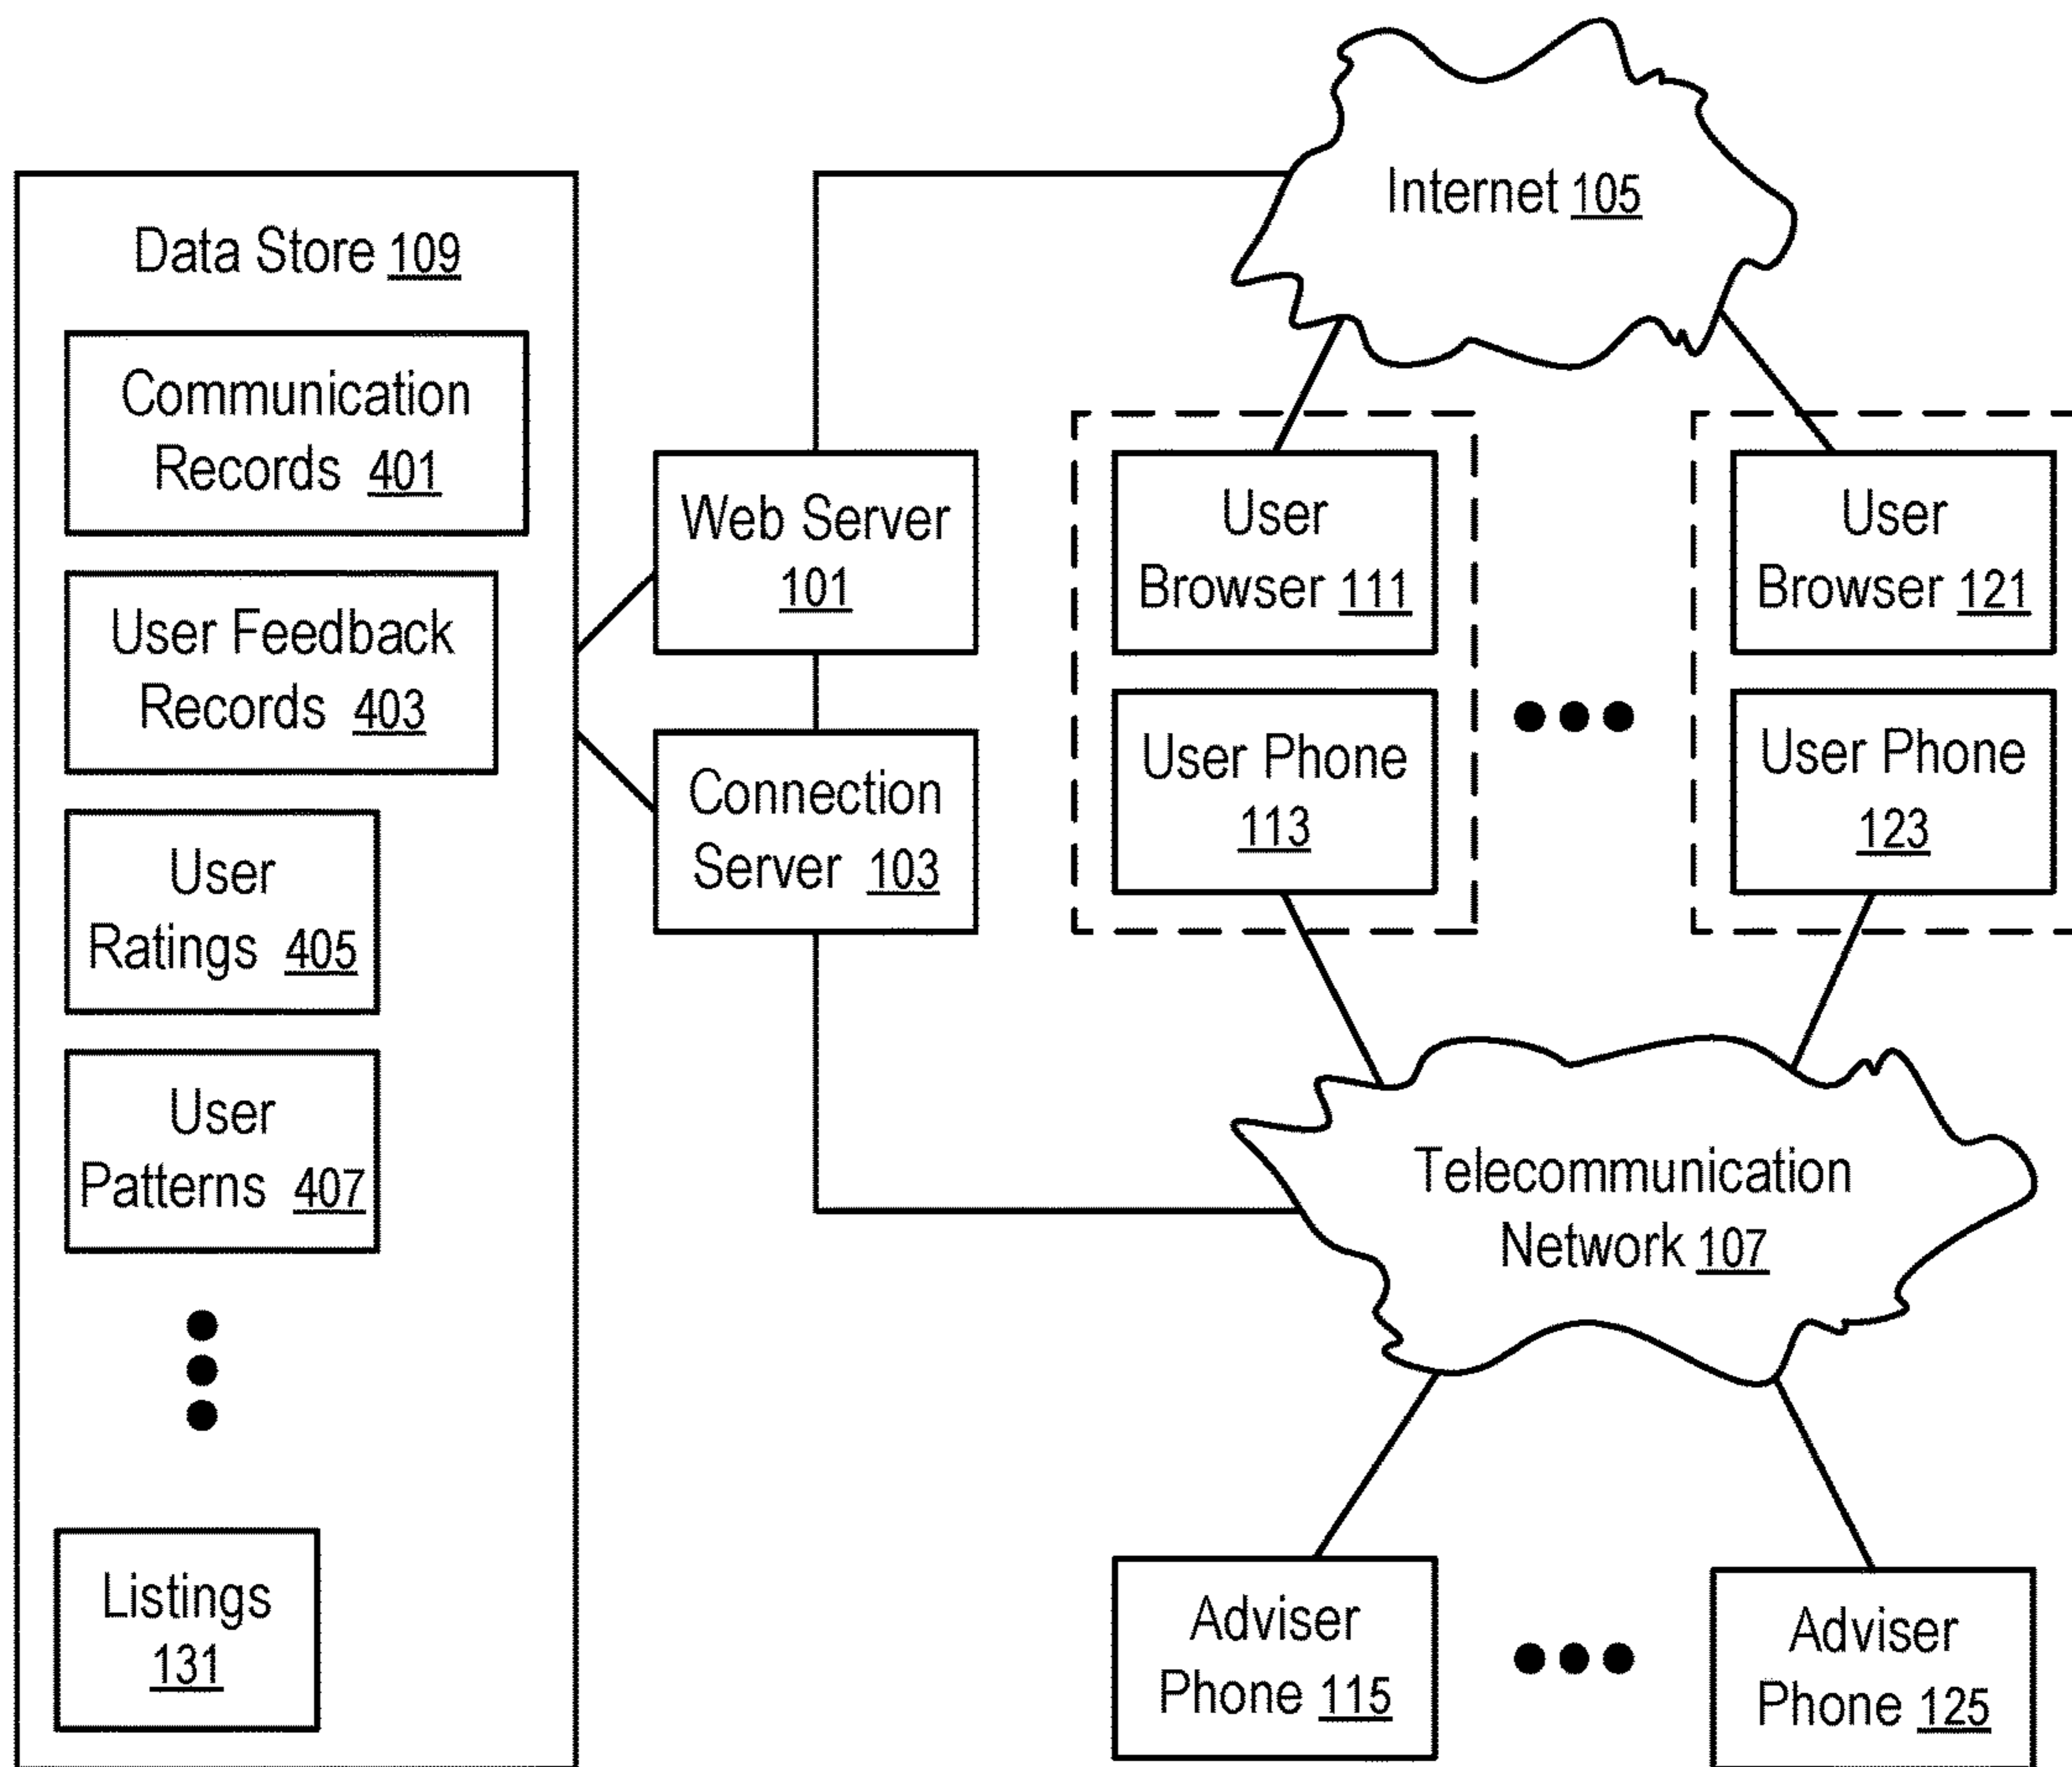 Internet 105
Data Store 109
Communication
Records 401
User Feedback
Records 403
User
Ratings 405
User
Patterns 407
Listings
131
Web Server
101
Connection
Server 103
User
Browser 111
User Phone
113
User
Browser 121
User Phone
123
Telecommunication
Network 107
Adviser
Phone 115
Adviser
Phone 125